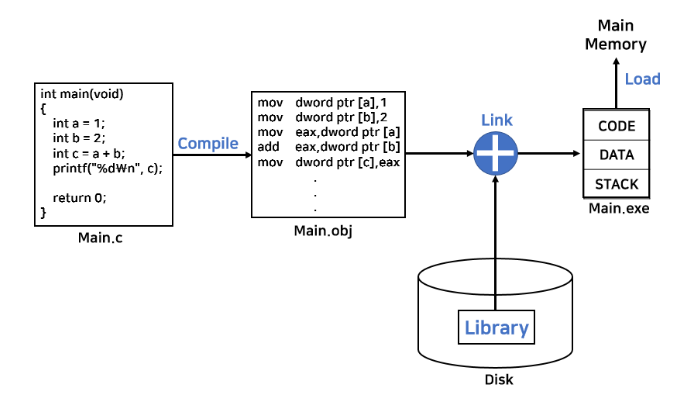 int main(void)
{
int a = 1;
int b = 2;
int c = a + b;
printf("%d₩n", c);
return 0;
}
Main.c
Compile
mov dword ptr [a],1
mov dword ptr [b],2
mov eax,dword ptr [a]
add eax,dword ptr [b]
mov dword ptr [c],eax
.
.
.
Main.obj
Link
Library
Disk
Main
Memory
Load
CODE
DATA
STACK
Main.exe